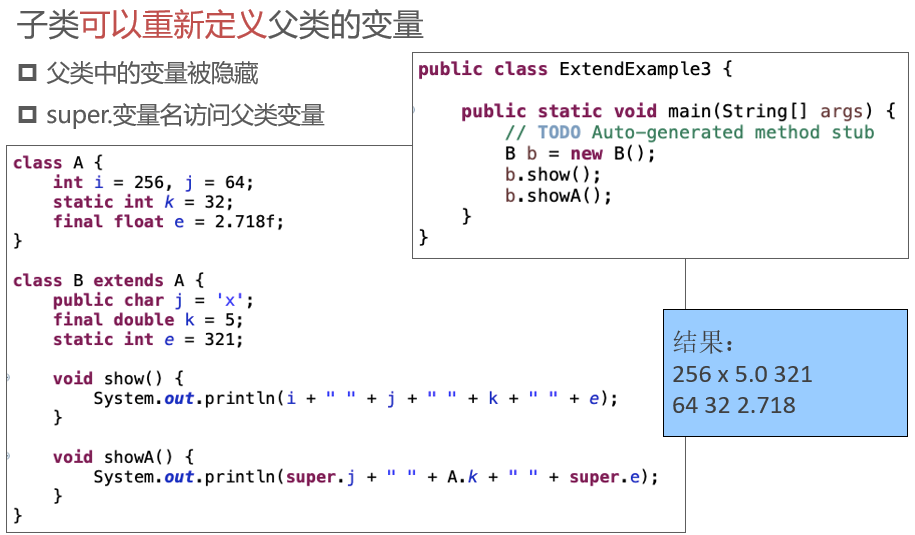 子类可以重新定义父类的变量
父类中的变量被隐藏
super.变量名访问父类变量
public class ExtendExample3 {
public static void main(String[] args) {
// TODO Auto-generated method stub
B b = new B();
b.show();
b.showA();
}
}
class A {
int i = 256, j = 64;
static int k = 32;
final float e = 2.718f;
}
class B extends A {
public char j = 'x';
final double k = 5;
static int e = 321;
void show() {
System.out.println(i + " " + j + " " + k + " " + e);
}
void showA() {
System.out.println(super.j + " " + A.k + " " + super.e);
}
}
结果：
256 x 5.0 321
64 32 2.718